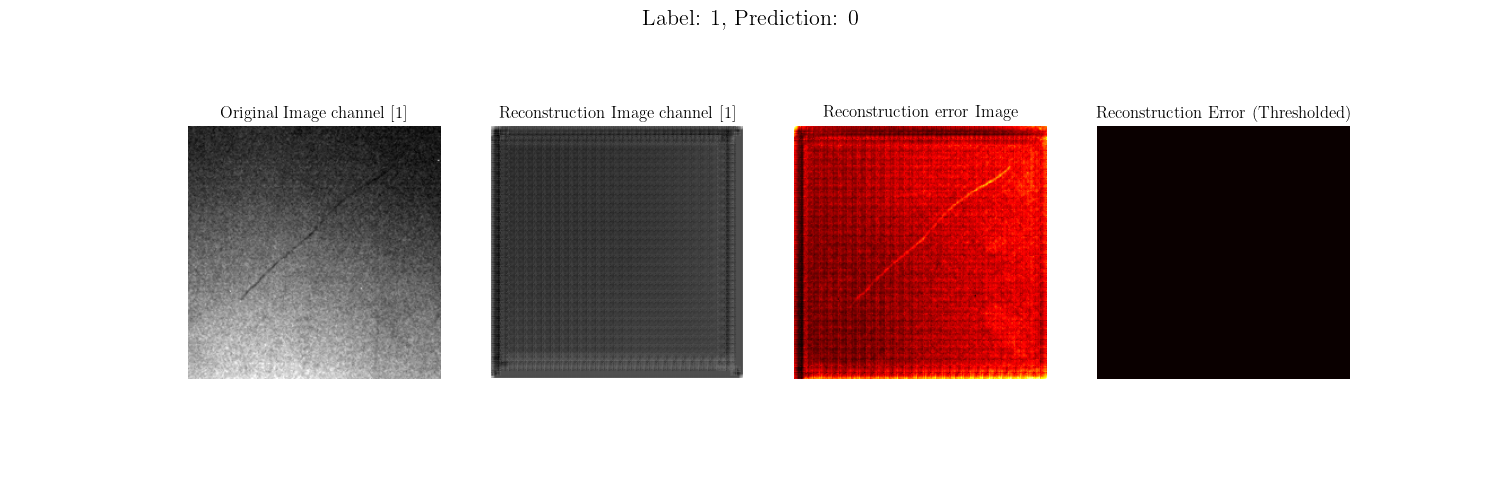 Label: 1, Prediction: 0
Original Image channel [1]
Reconstruction Image channel [1]
Reconstruction error Image
Reconstruction Error (Thresholded)